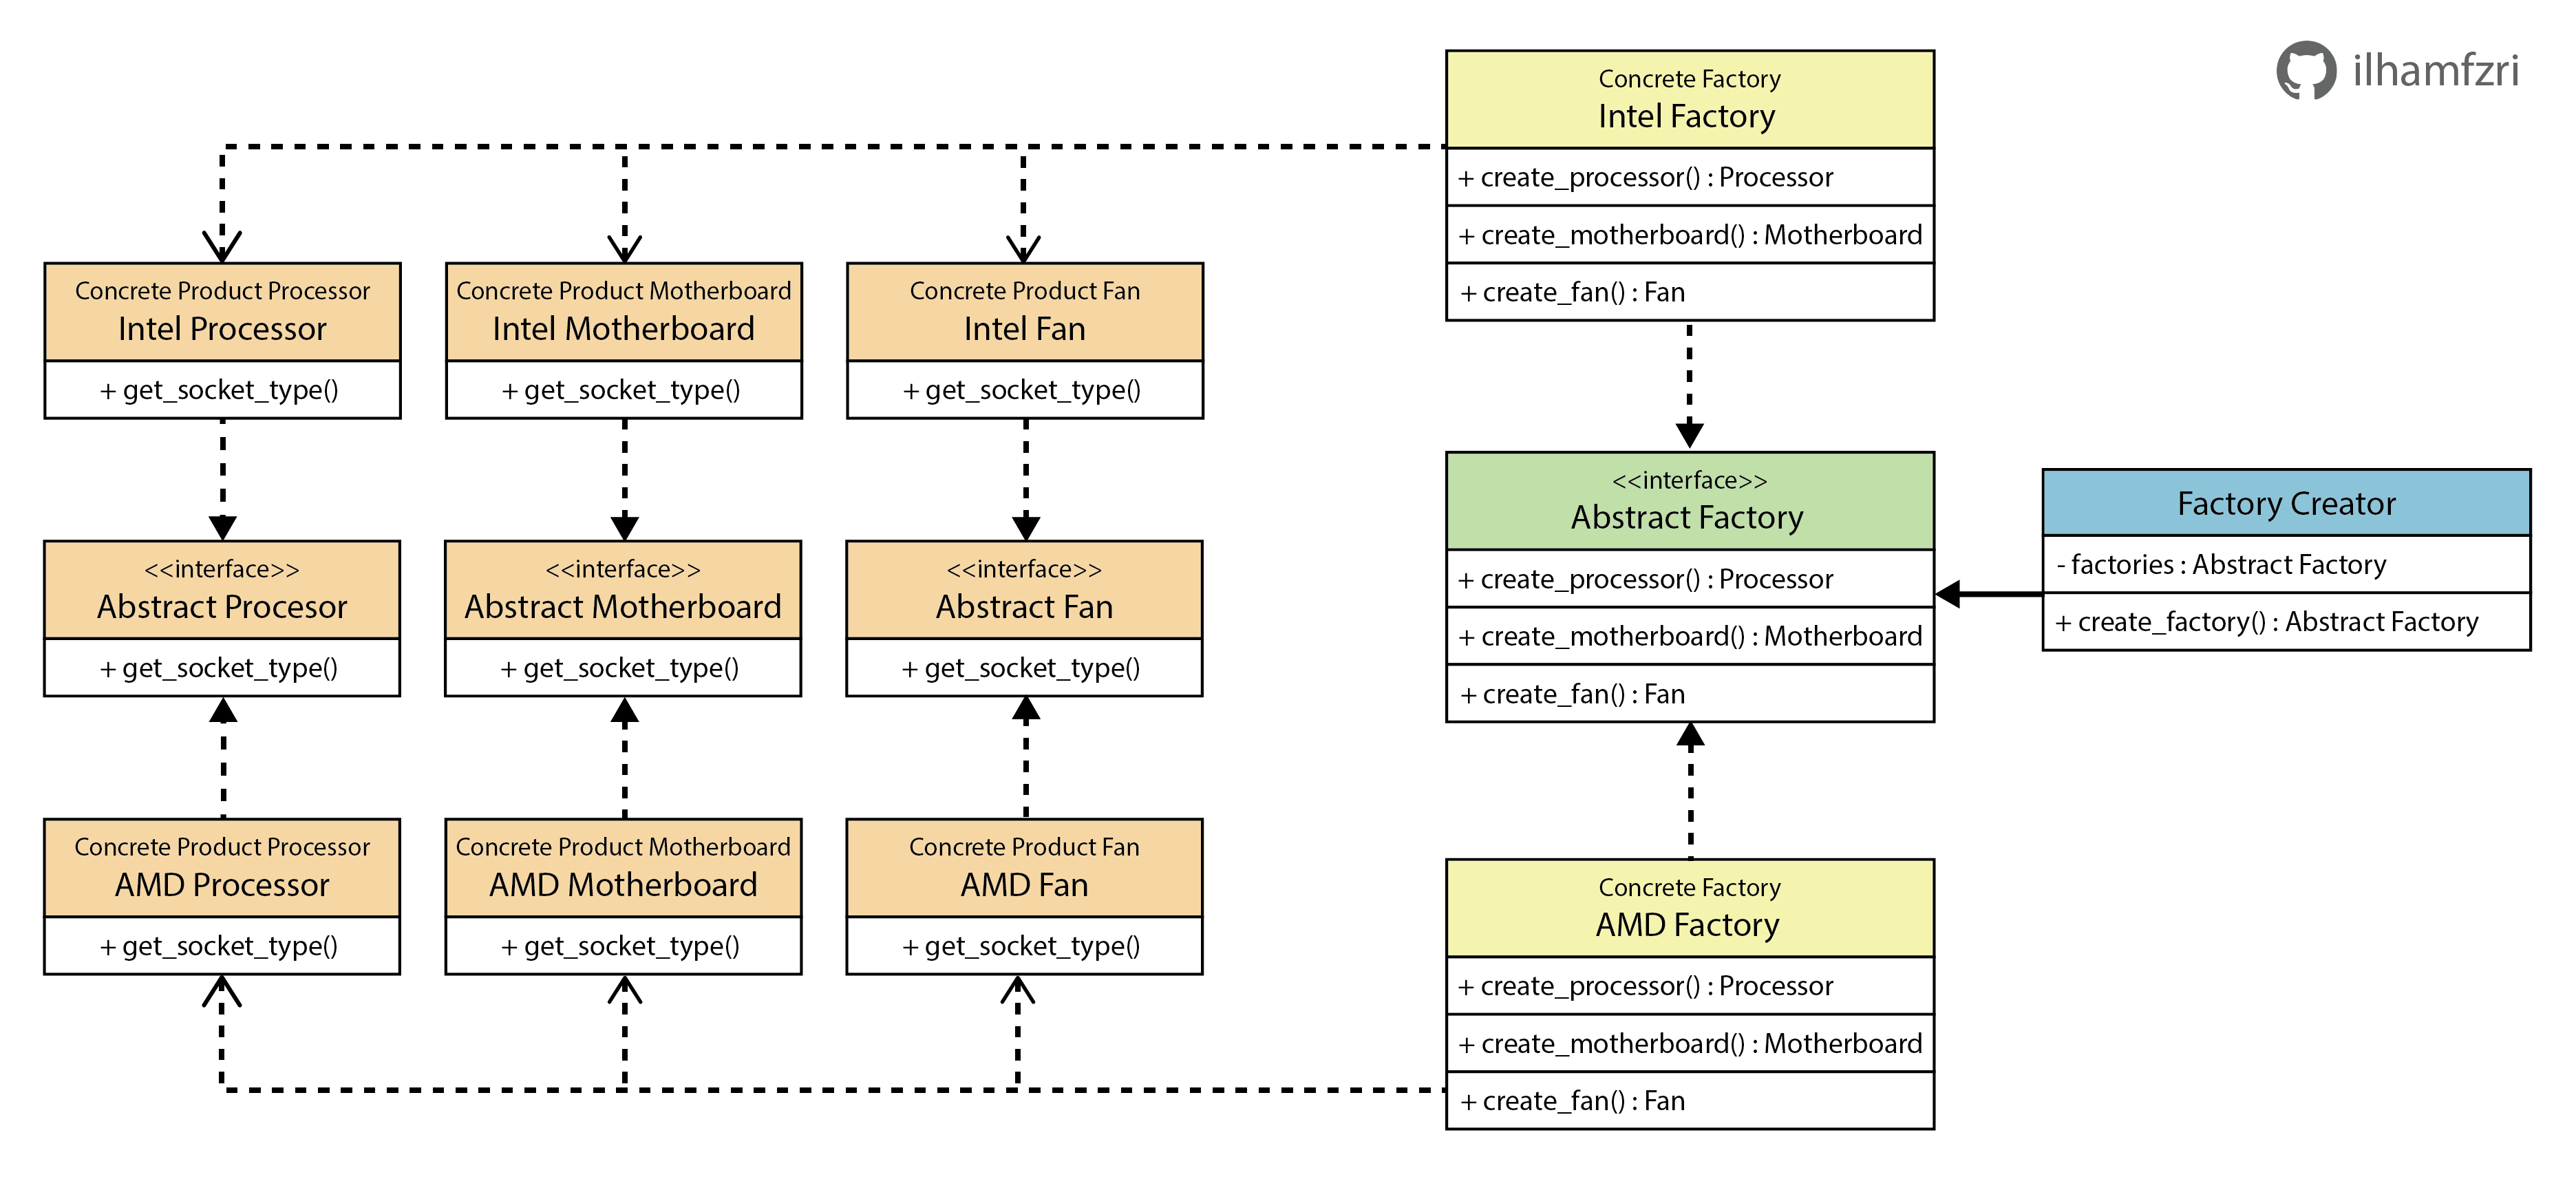 ilhamfzri
Concrete Factory
Intel Factory
+ create_processor() : Processor
+ create_motherboard() : Motherboard
+ create_fan() : Fan
Concrete Product Processor
Intel Processor
+ get_socket_type()
Concrete Product Motherboard
Intel Motherboard
+ get_socket_type()
Concrete Product Fan
Intel Fan
+ get_socket_type()
<<interface>>
Abstract Procesor
+ get_socket_type()
<<interface>>
Abstract Motherboard
+ get_socket_type()
<<interface>>
Abstract Fan
+ get_socket_type()
<<interface>>
Abstract Factory
+ create_processor() : Processor
+ create_motherboard() : Motherboard
+ create_fan() : Fan
Factory Creator
- factories : Abstract Factory
+ create_factory() : Abstract Factory
Concrete Product Processor
AMD Processor
+ get_socket_type()
Concrete Product Motherboard
AMD Motherboard
+ get_socket_type()
Concrete Product Fan
AMD Fan
+ get_socket_type()
Concrete Factory
AMD Factory
+ create_processor() : Processor
+ create_motherboard() : Motherboard
+ create_fan() : Fan